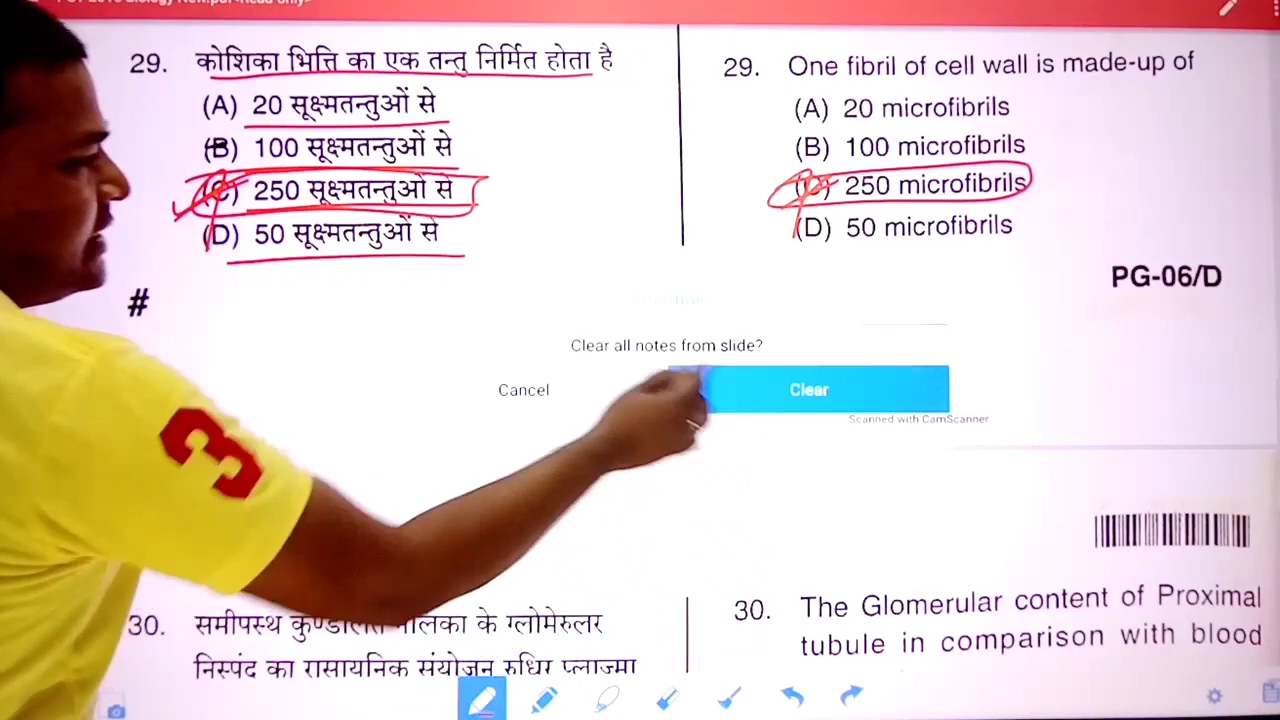 29. कोशिका भित्ति का एक तन्तु निर्मित होता है
(A) 20 सूक्ष्मतन्तुओं से
(B) 100 सूक्ष्मतन्तुओं से
(C) 250 सूक्ष्मतन्तुओं से
(D) 50 सूक्ष्मतन्तुओं से
#
29. One fibril of cell wall is made-up of
(A) 20 microfibrils
(B) 100 microfibrils
(C) 250 microfibrils
(D) 50 microfibrils
PG-06/D
Clear all notes from slide?
Cancel
Clear
Scanned with CamScanner
30. समीपस्थ के ग्लोमेरुलर
निस्पंद का रासायनिक संयोजन रुधिर प्लाज्मा
30. The Glomerular content of Proximal
tubule in comparison with blood
3